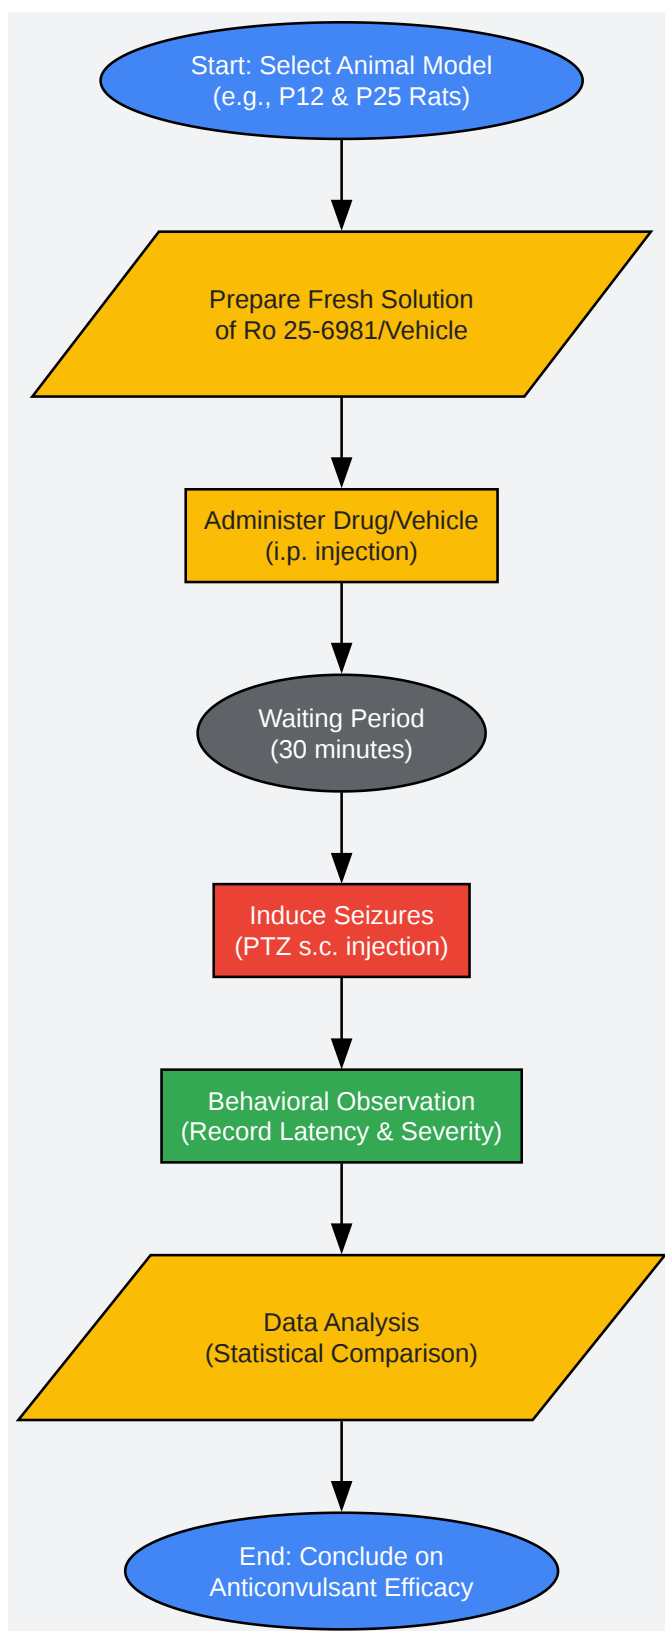 Start: Select Animal Model
(e.g., P12 & P25 Rats)
Prepare Fresh Solution
of Ro 25-6981/Vehicle
Administer Drug/Vehicle
(i.p. injection)
Waiting Period
(30 minutes)
Induce Seizures
(PTZ s.c. injection)
Behavioral Observation
(Record Latency & Severity)
Data Analysis
(Statistical Comparison)
End: Conclude on
Anticonvulsant Efficacy